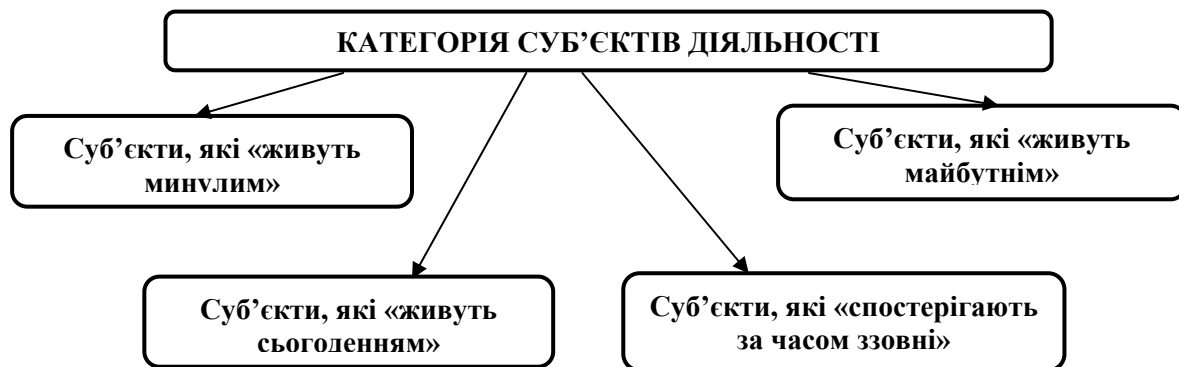 КАТЕГОРІЯ СУБ’ЄКТІВ ДІЯЛЬНОСТІ
Суб’єкти, які «живуть
минулим»
Суб’єкти, які «живуть
майбутнім»
Суб’єкти, які «живуть
сьогоденням»
Суб’єкти, які «спостерігають
за часом ззовні»